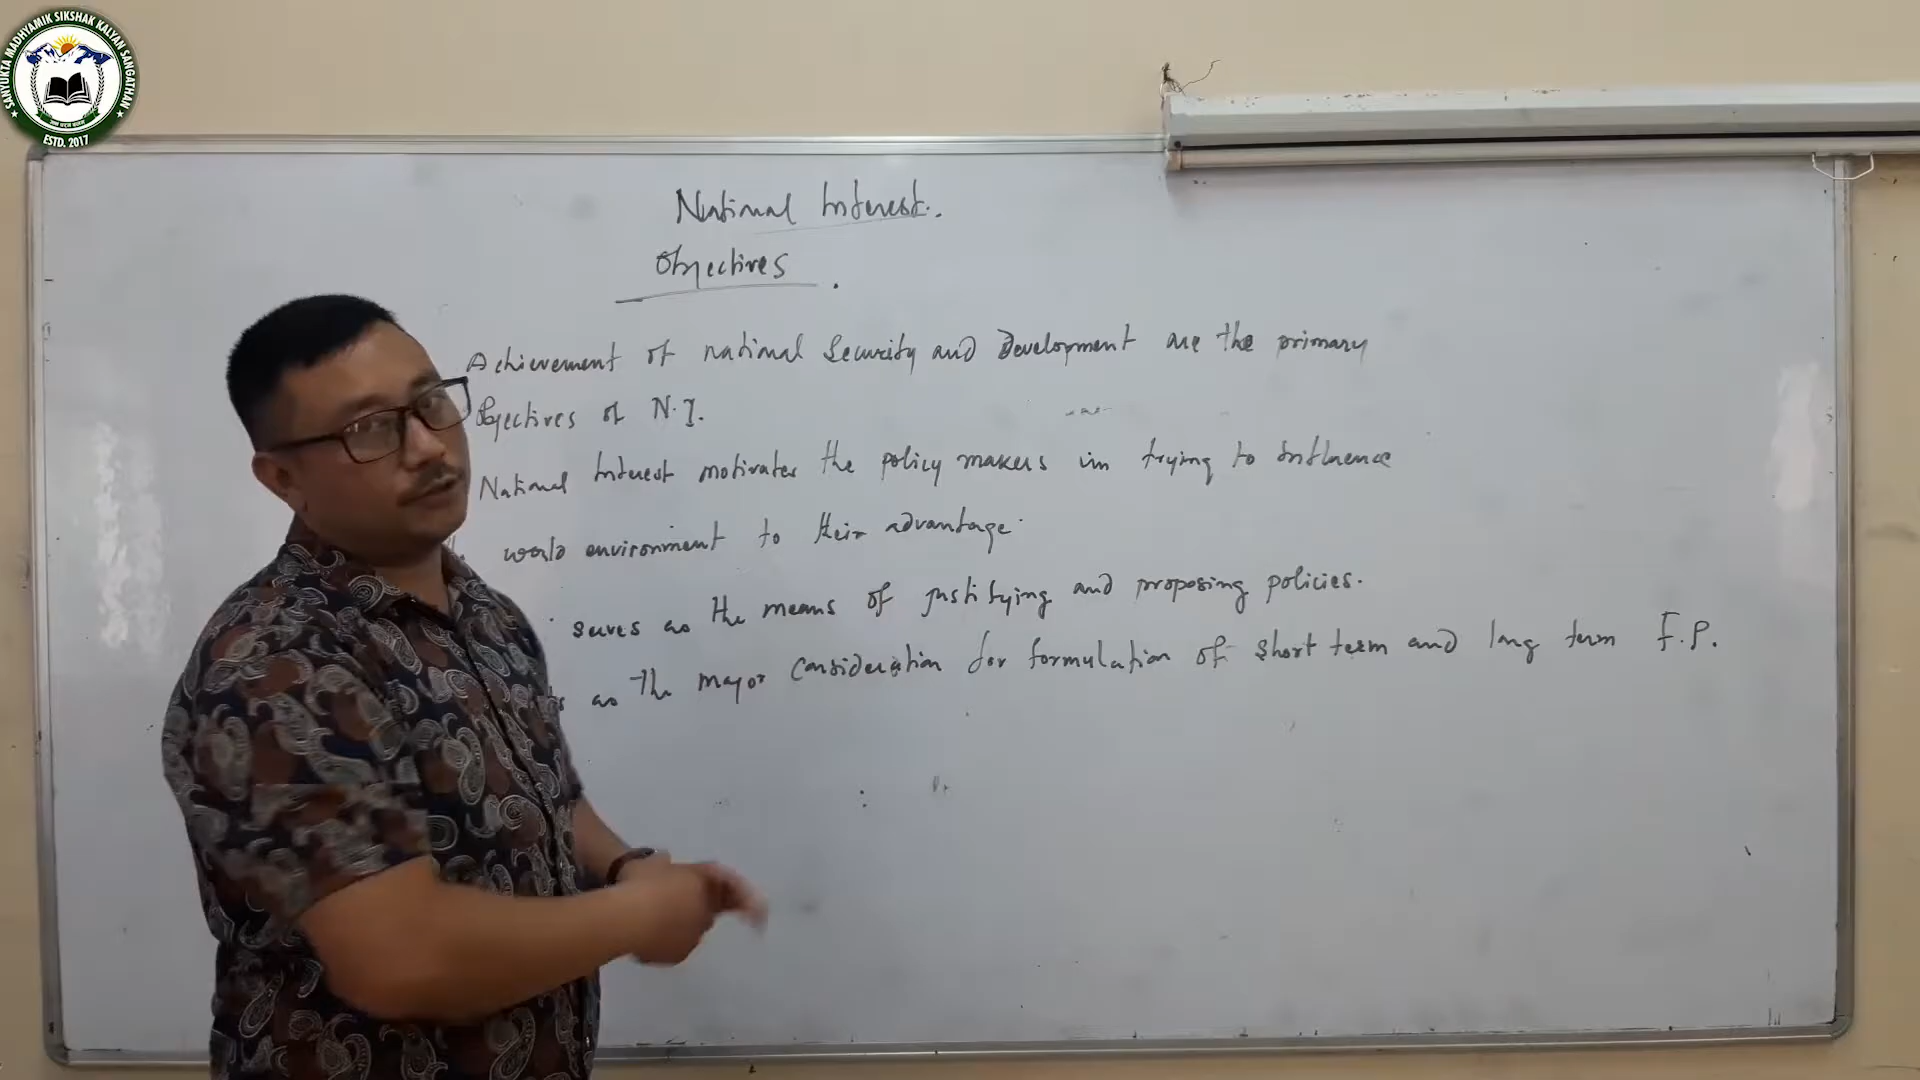 SANYUKTA MADHYAMIK SIKSHAK KALYAN SANGATHAN
ESTD. 2017
National Interest.
Objectives
Achievement of national Security and Development are the primary
Objectives of N.I.
National Interest motivates the policy makers in trying to influence
world environment to their advantage.
serves as the means of justifying and proposing policies.
as the major consideration for formulation of short term and long term F.P.